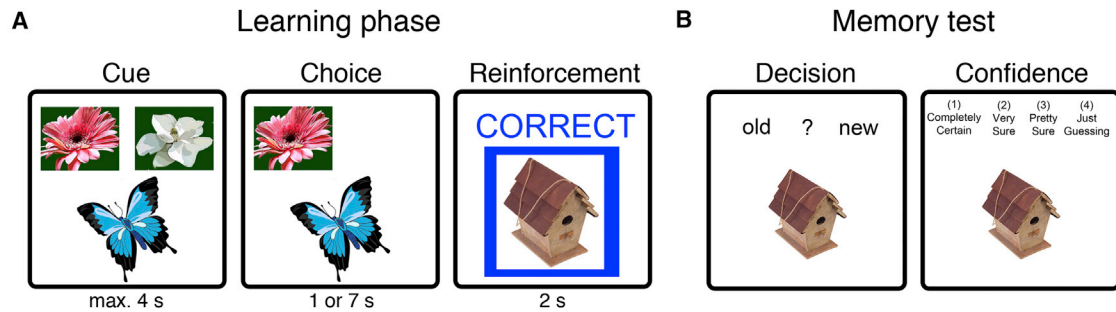 A
Learning phase
Cue
Choice
Reinforcement
CORRECT
max. 4 s
1 or 7 s
2 s
B
Memory test
Decision
Confidence
old ? new
(1) (2) (3) (4)
Completely Very Pretty Just
Certain Sure Sure Guessing